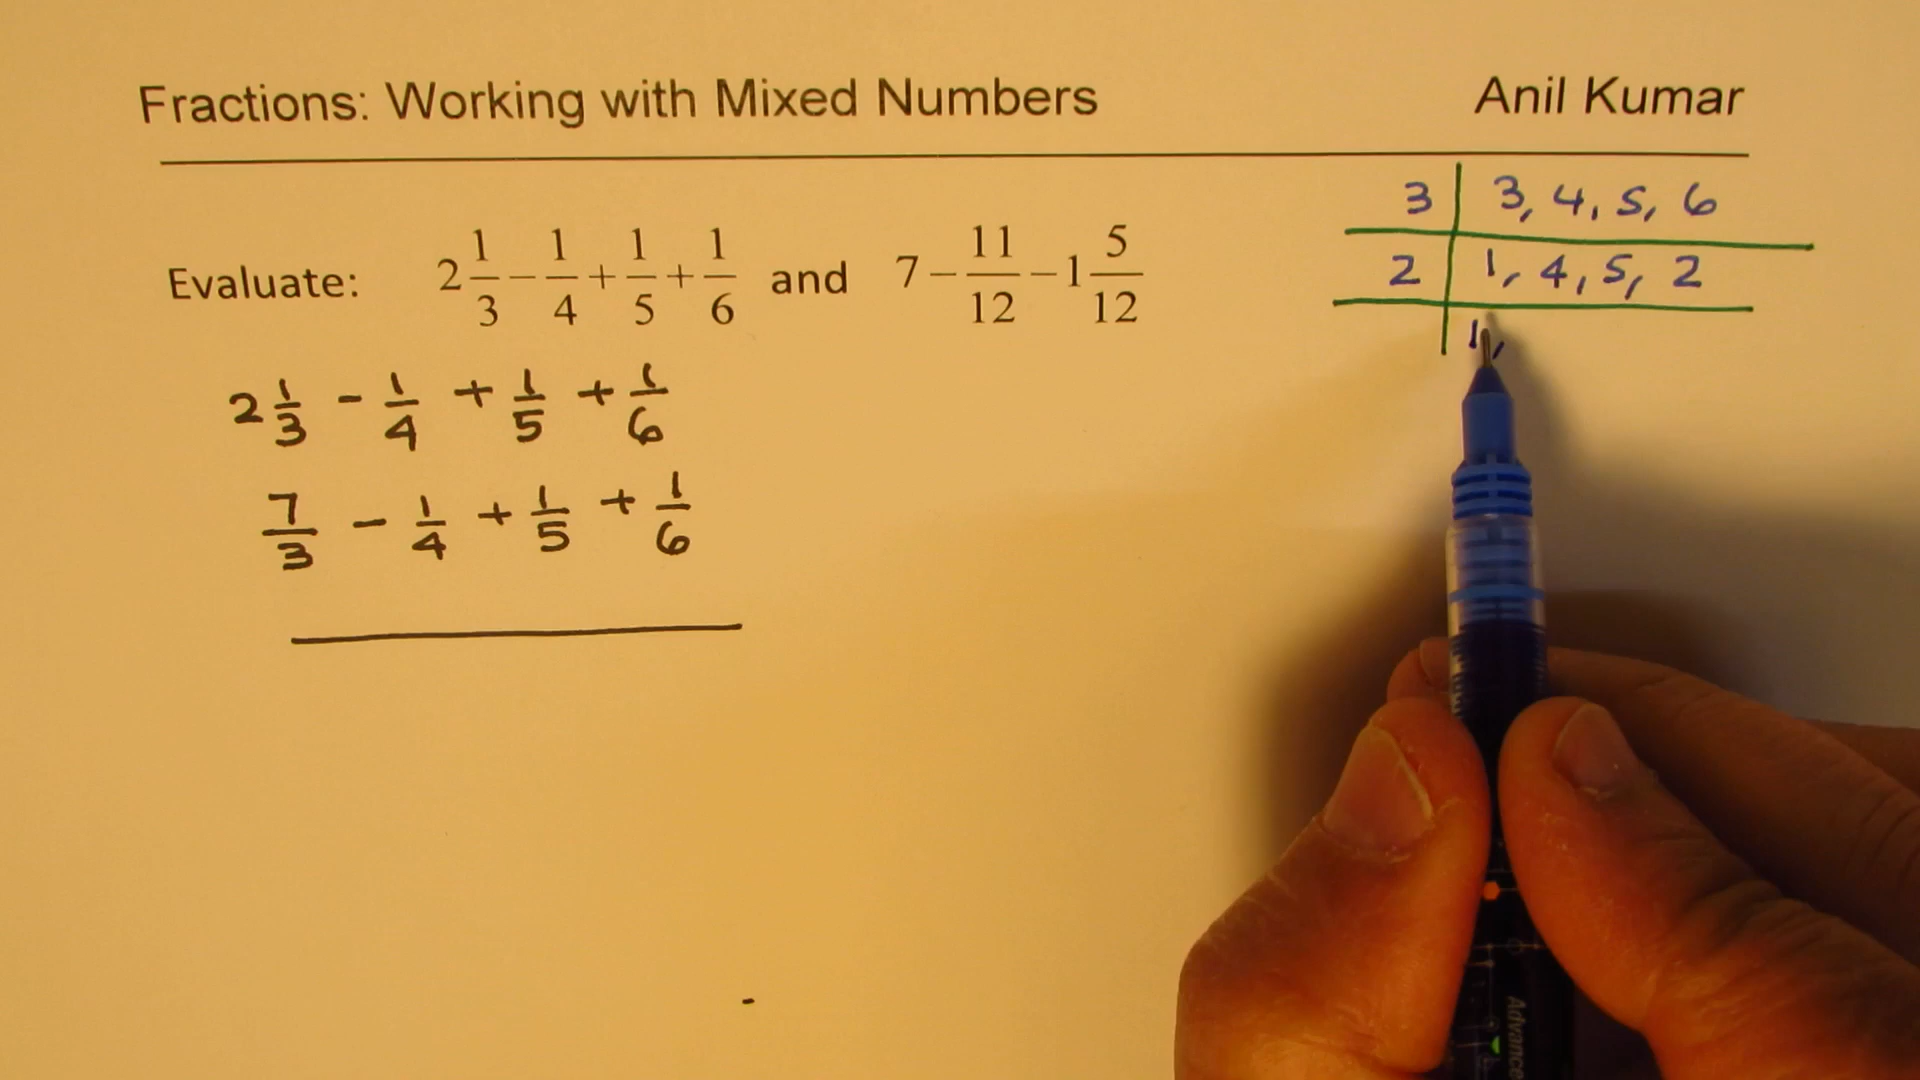 Fractions: Working with Mixed Numbers Anil Kumar
Evaluate: 2 1/3 − 1/4 + 1/5 + 1/6 and 7 − 11/12 − 1 5/12
3 | 3, 4, 5, 6
2 | 1, 4, 5, 2
1,
2 1/3 - 1/4 + 1/5 + 1/6
7/3 - 1/4 + 1/5 + 1/6
Advance